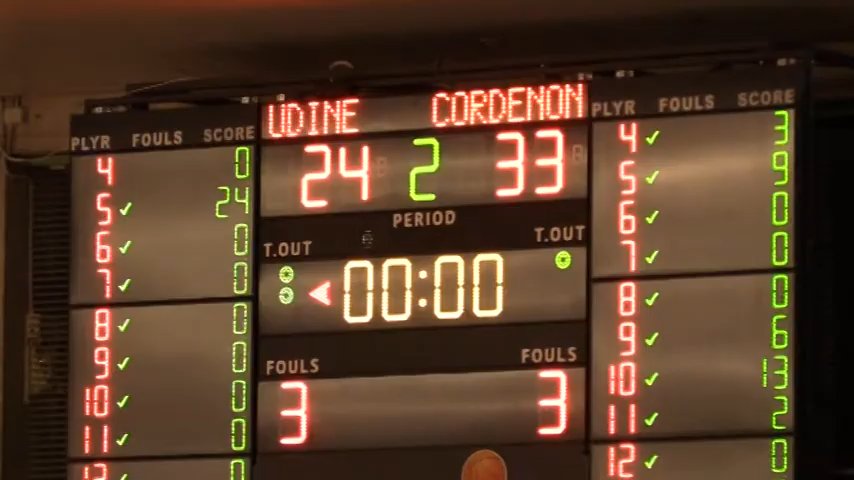 UDINE CORDENON
PLYR FOULS SCORE
24 2 33
PERIOD
PLYR FOULS SCORE
4 0
5 ✓ 24
6 ✓ 0
7 ✓ 0
8 ✓ 0
9 ✓ 0
10 ✓ 0
11 ✓ 0
12 0
T.OUT T.OUT
00:00
FOULS FOULS
3 3
4 ✓ 3
5 ✓ 9
6 ✓ 0
7 ✓ 0
8 ✓ 0
9 ✓ 6
10 ✓ 13
11 ✓ 2
12 ✓ 0